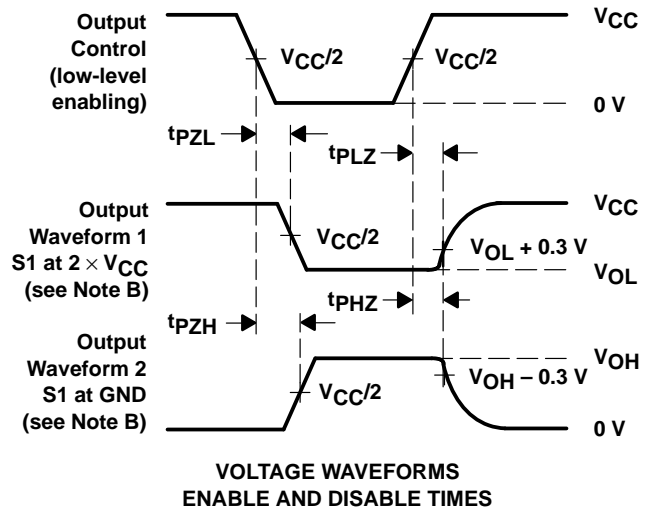 Output
Control
(low-level
enabling)
VCC/2
VCC/2
VCC
0 V
tPZL
tPLZ
Output
Waveform 1
S1 at 2 × VCC
(see Note B)
VCC/2
VCC
VOL + 0.3 V
VOL
tPZH
tPHZ
Output
Waveform 2
S1 at GND
(see Note B)
VCC/2
VOH
VOH – 0.3 V
0 V
VOLTAGE WAVEFORMS
ENABLE AND DISABLE TIMES